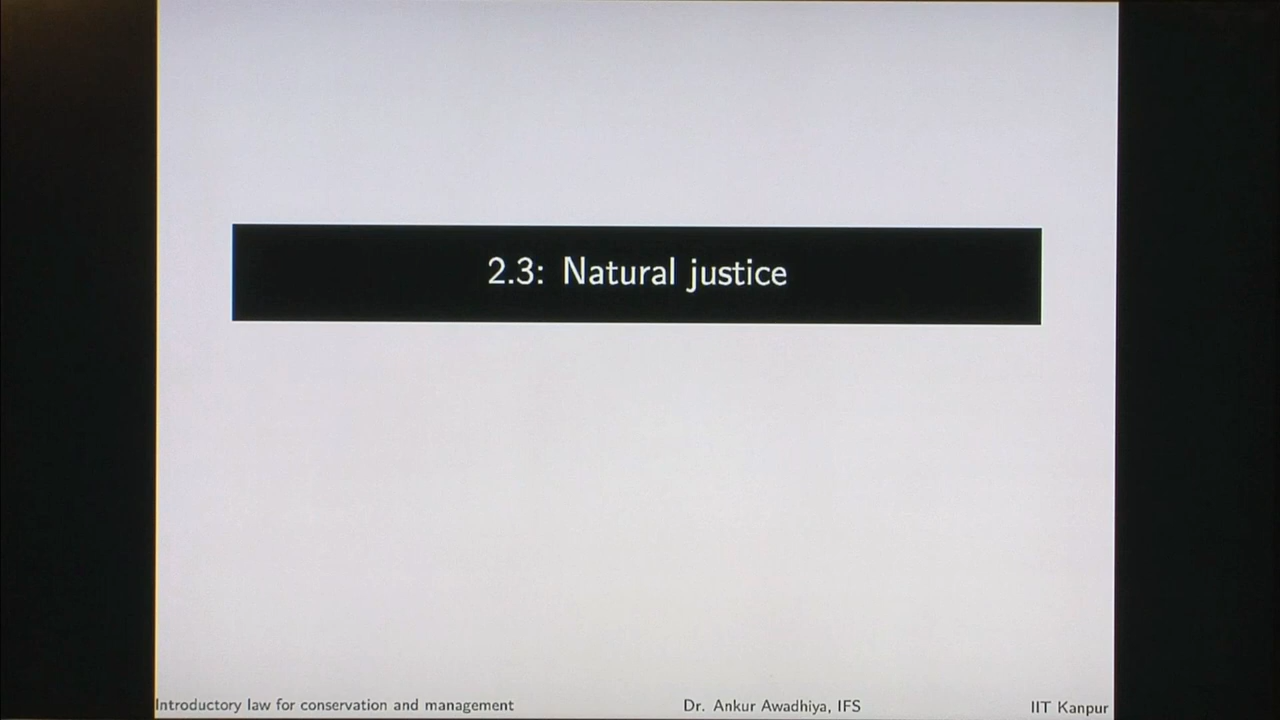 2.3: Natural justice
Introductory law for conservation and management Dr. Ankur Awadhiya, IFS IIT Kanpur